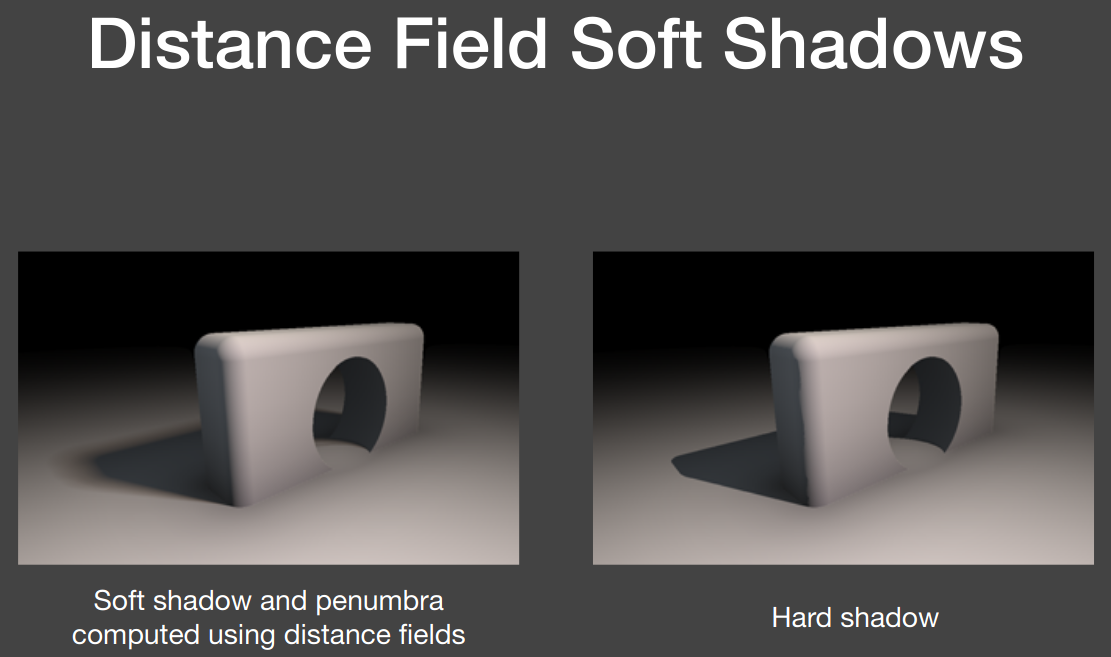 Distance Field Soft Shadows
Soft shadow and penumbra
computed using distance fields
Hard shadow